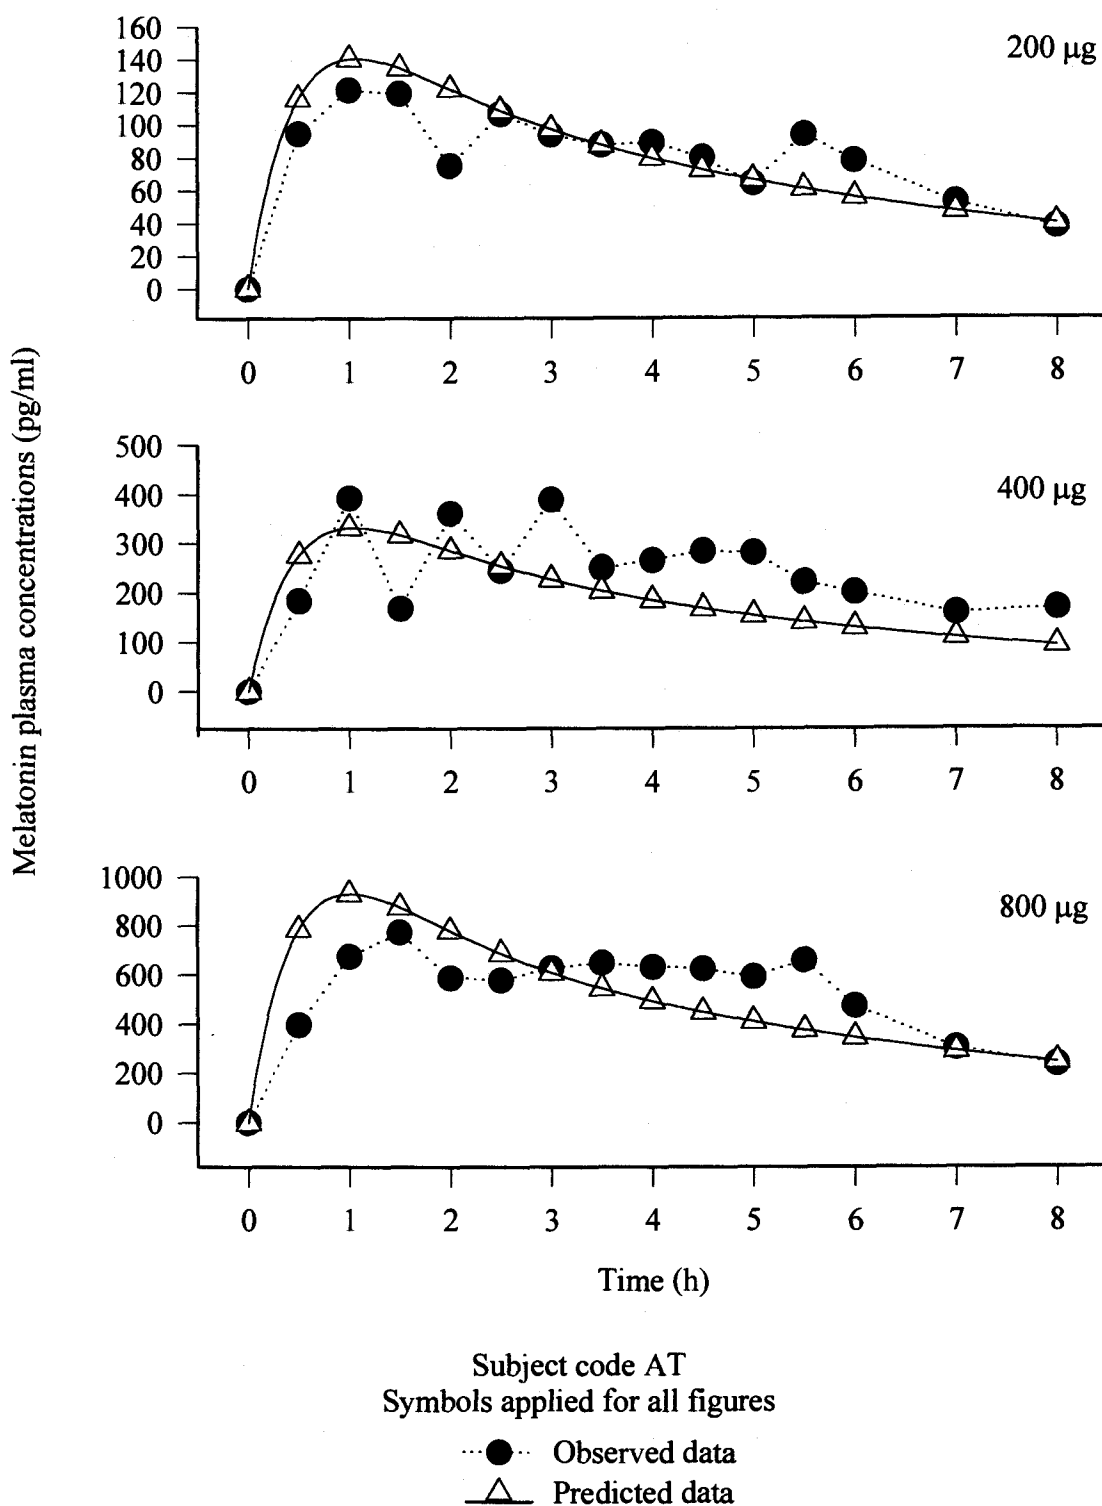 160
140
120
100
80
60
40
20
0
200 μg
0 1 2 3 4 5 6 7 8
Melatonin plasma concentrations (pg/ml)
500
400
300
200
100
0
400 μg
0 1 2 3 4 5 6 7 8
1000
800
600
400
200
0
800 μg
0 1 2 3 4 5 6 7 8
Time (h)
Subject code AT
Symbols applied for all figures
Observed data
Predicted data